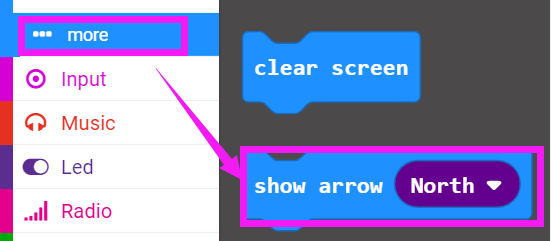 more
Input
Music
Led
Radio
clear screen
show arrow North